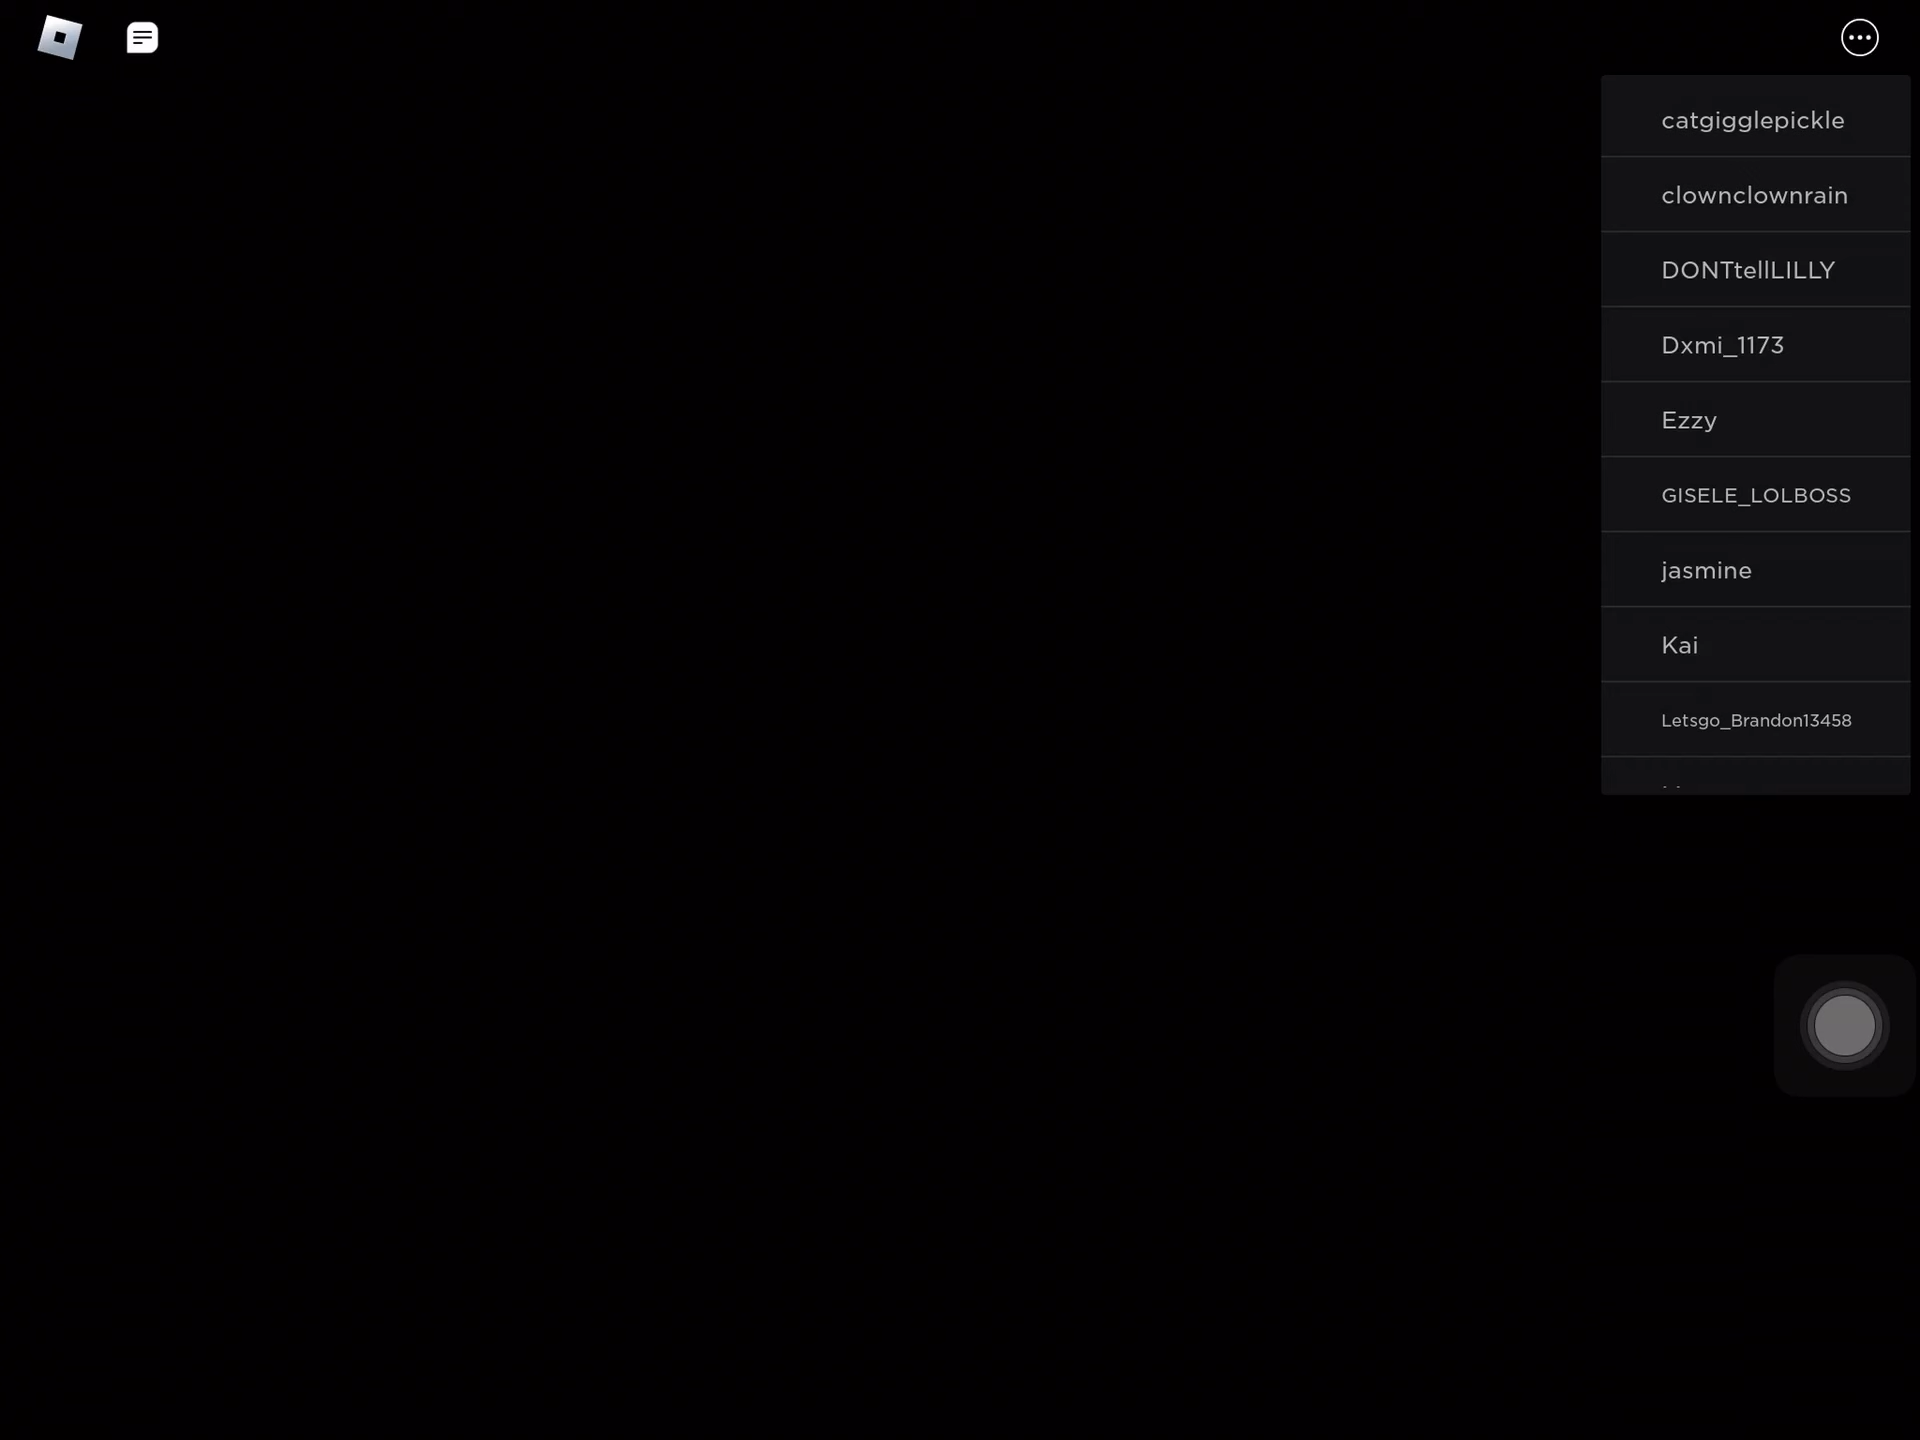 catgigglepickle
clownclownrain
DONTtellLILLY
Dxmi_1173
Ezzy
GISELE_LOLBOSS
jasmine
Kai
Letsgo_Brandon13458